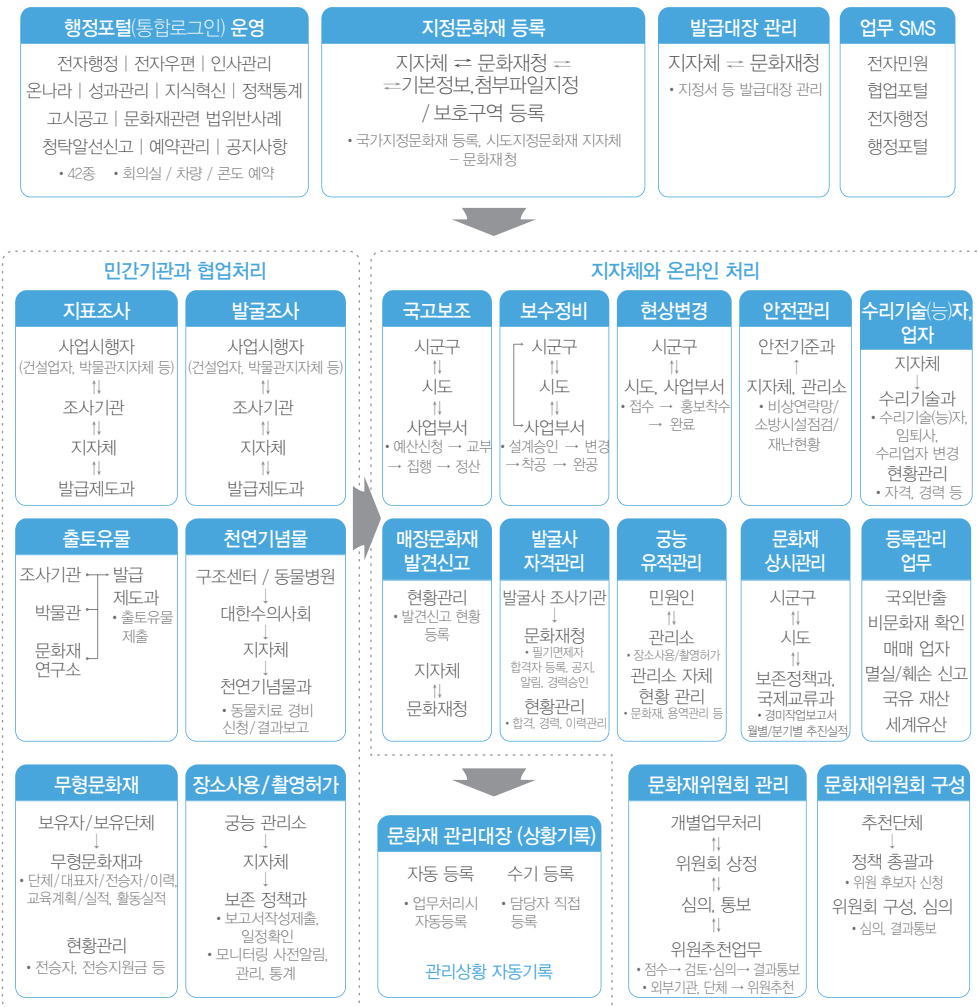 행정포털(통합로그인) 운영
전자행정 | 전자우편 | 인사관리
온나라 | 성과관리 | 지식혁신 | 정책통계
고시공고 | 문화재관련 법위반사례
청탁알선신고 | 예약관리 | 공지사항
• 42종 • 회의실 / 차량 / 콘도 예약
지정문화재 등록
지자체 ⇌ 문화재청 ⇌
⇌기본정보,첨부파일지정
/ 보호구역 등록
• 국가지정문화재 등록, 시도지정문화재 지자체
– 문화재청
발급대장 관리
지자체 ⇌ 문화재청
• 지정서 등 발급대장 관리
업무 SMS
전자민원
협업포털
전자행정
행정포털
민간기관과 협업처리
지표조사
사업시행자
(건설업자, 박물관지자체 등)
↑↓
조사기관
↑↓
지자체
↑↓
발급제도과
발굴조사
사업시행자
(건설업자, 박물관지자체 등)
↑↓
조사기관
↑↓
지자체
↑↓
발급제도과
출토유물
조사기관 발급
제도과
박물관 • 출토유물
제출
문화재
연구소
천연기념물
구조센터 / 동물병원
↓
대한수의사회
↓
지자체
↓
천연기념물과
• 동물치료 경비
신청/결과보고
무형문화재
보유자/보유단체
↓
무형문화재과
• 단체/대표자/전승자/이력,
교육계획/실적, 활동실적
현황관리
• 전승자, 전승지원금 등
장소사용/촬영허가
궁능 관리소
↓
지자체
↓
보존 정책과
• 보고서작성제출,
일정확인
• 모니터링 사전알림,
관리, 통계
지자체와 온라인 처리
국고보조
시군구
↑↓
시도
↑↓
사업부서
• 예산신청 → 교부
→ 집행 → 정산
보수정비
시군구
↑↓
시도
↑↓
사업부서
• 설계승인 → 변경
→착공 → 완공
현상변경
시군구
↑↓
시도, 사업부서
• 접수 → 홍보착수
→ 완료
안전관리
안전기준과
↑
지자체, 관리소
• 비상연락망/
소방시설점검/
재난현황
수리기술(능)자,
업자
지자체
↓
수리기술과
• 수리기술(능)자,
임퇴사,
수리업자 변경
현황관리
• 자격, 경력 등
매장문화재
발견신고
현황관리
• 발견신고 현황
등록
지자체
↑↓
문화재청
발굴사
자격관리
발굴사 조사기관
↓
문화재청
• 필기면제자
합격자 등록, 공지,
알림, 경력승인
현황관리
• 합격, 경력, 이력관리
궁능
유적관리
민원인
↑↓
관리소
• 장소사용/촬영허가
관리소 자체
현황 관리
• 문화재, 용역관리 등
문화재
상시관리
시군구
↑↓
시도
↑↓
보존정책과,
국제교류과
• 경미작업보고서
월별/분기별 추진실적
등록관리
업무
국외반출
비문화재 확인
매매 업자
멸실/훼손 신고
국유 재산
세계유산
문화재 관리대장 (상황기록)
자동 등록 수기 등록
• 업무처리시 • 담당자 직접
자동등록 등록
관리상황 자동기록
문화재위원회 관리
개별업무처리
↑↓
위원회 상정
↑↓
심의, 통보
↑↓
위원추천업무
• 점수→ 검토·심의→ 결과통보
• 외부기관, 단체 → 위원추천
문화재위원회 구성
추천단체
↓
정책 총괄과
• 위원 후보자 신청
위원회 구성, 심의
• 심의, 결과통보